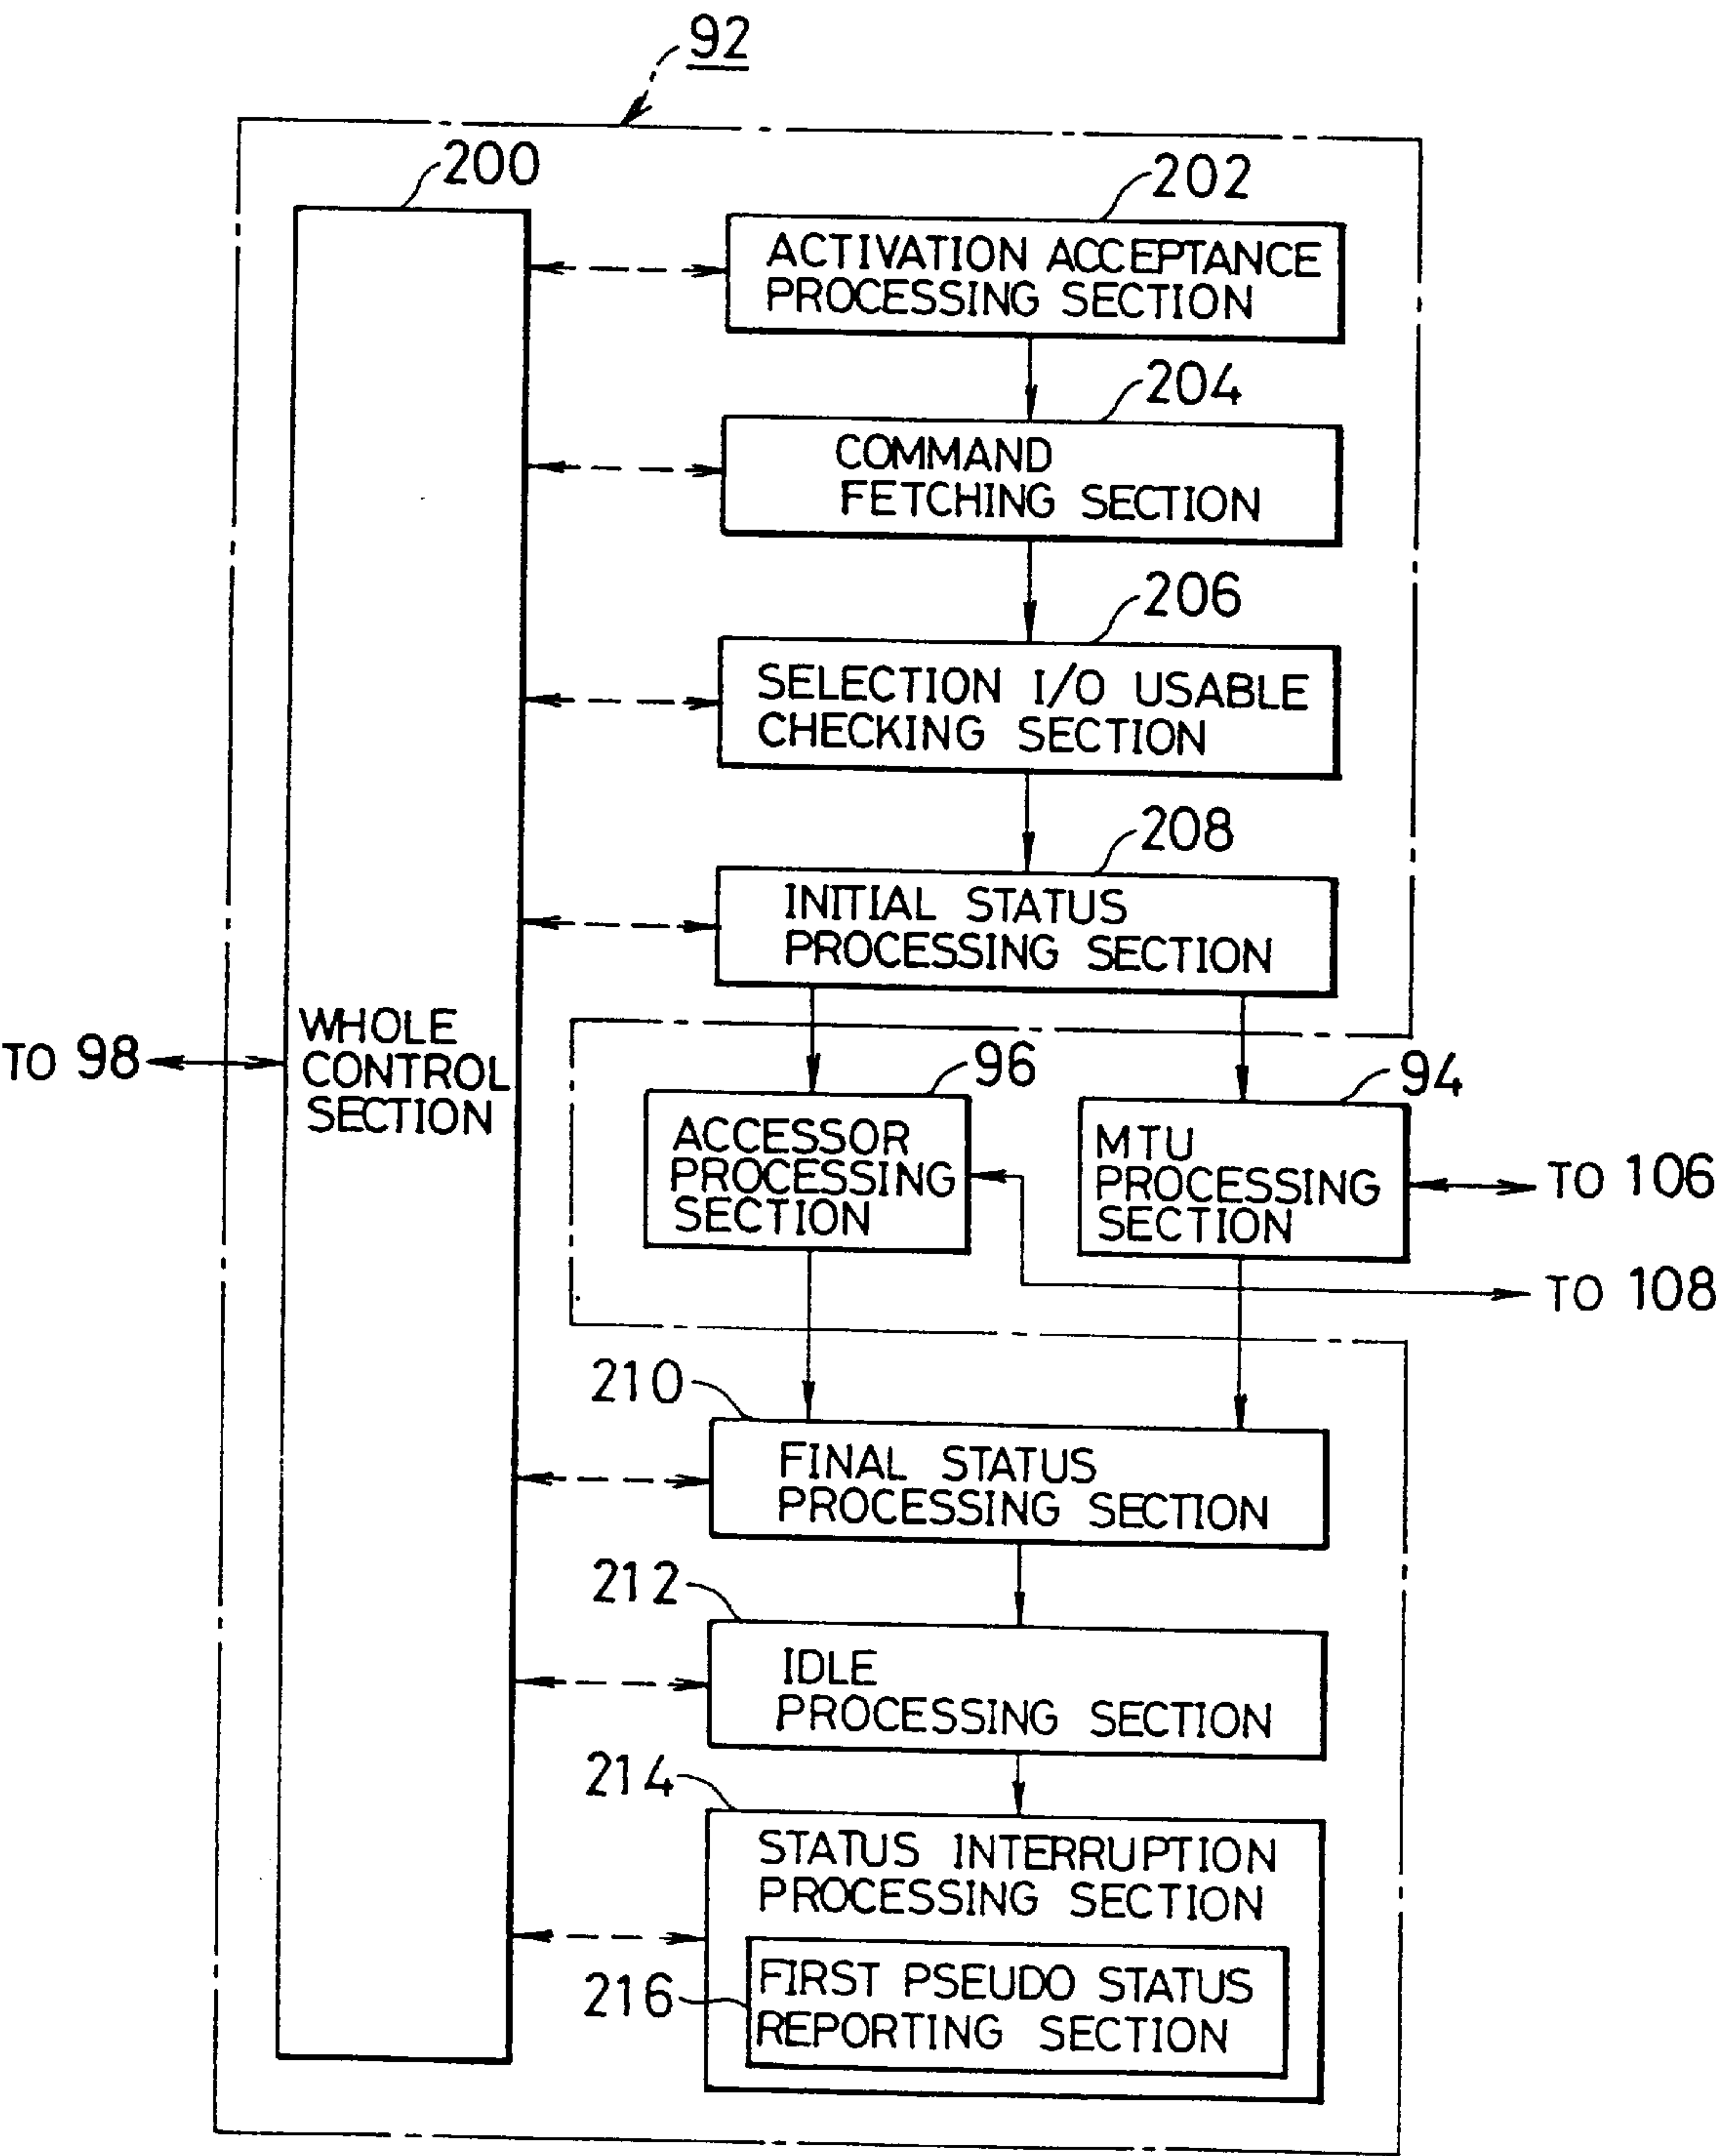 92
200
202
ACTIVATION ACCEPTANCE
PROCESSING SECTION
204
COMMAND
FETCHING SECTION
206
SELECTION I/O USABLE
CHECKING SECTION
208
INITIAL STATUS
PROCESSING SECTION
WHOLE
CONTROL
SECTION
TO 98
96
ACCESSOR
PROCESSING
SECTION
94
MTU
PROCESSING
SECTION
TO 106
TO 108
210
FINAL STATUS
PROCESSING SECTION
212
IDLE
PROCESSING SECTION
214
STATUS INTERRUPTION
PROCESSING SECTION
216
FIRST PSEUDO STATUS
REPORTING SECTION